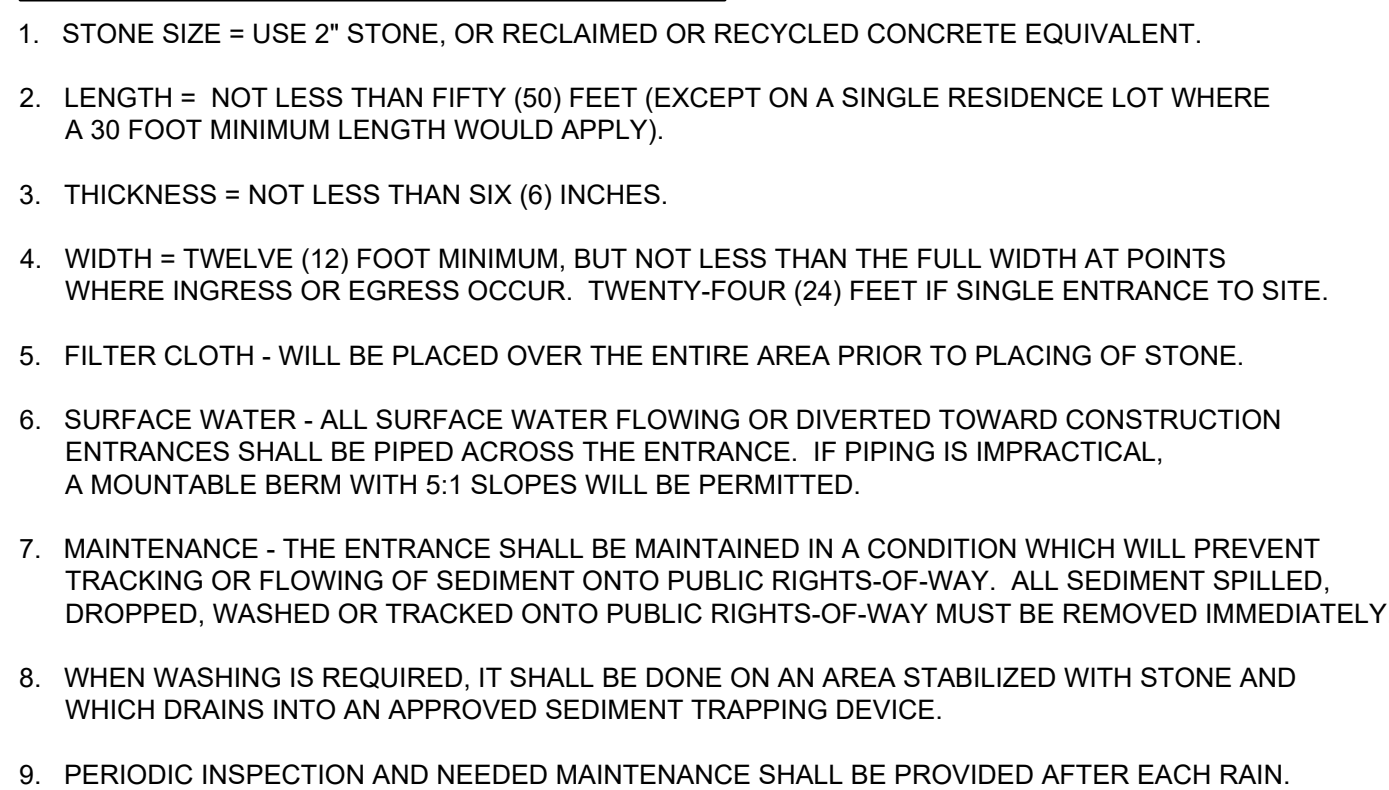 1. STONE SIZE = USE 2" STONE, OR RECLAIMED OR RECYCLED CONCRETE EQUIVALENT.
2. LENGTH = NOT LESS THAN FIFTY (50) FEET (EXCEPT ON A SINGLE RESIDENCE LOT WHERE
A 30 FOOT MINIMUM LENGTH WOULD APPLY).
3. THICKNESS = NOT LESS THAN SIX (6) INCHES.
4. WIDTH = TWELVE (12) FOOT MINIMUM, BUT NOT LESS THAN THE FULL WIDTH AT POINTS
WHERE INGRESS OR EGRESS OCCUR. TWENTY-FOUR (24) FEET IF SINGLE ENTRANCE TO SITE.
5. FILTER CLOTH - WILL BE PLACED OVER THE ENTIRE AREA PRIOR TO PLACING OF STONE.
6. SURFACE WATER - ALL SURFACE WATER FLOWING OR DIVERTED TOWARD CONSTRUCTION
ENTRANCES SHALL BE PIPED ACROSS THE ENTRANCE. IF PIPING IS IMPRACTICAL,
A MOUNTABLE BERM WITH 5:1 SLOPES WILL BE PERMITTED.
7. MAINTENANCE - THE ENTRANCE SHALL BE MAINTAINED IN A CONDITION WHICH WILL PREVENT
TRACKING OR FLOWING OF SEDIMENT ONTO PUBLIC RIGHTS-OF-WAY. ALL SEDIMENT SPILLED,
DROPPED, WASHED OR TRACKED ONTO PUBLIC RIGHTS-OF-WAY MUST BE REMOVED IMMEDIATELY
8. WHEN WASHING IS REQUIRED, IT SHALL BE DONE ON AN AREA STABILIZED WITH STONE AND
WHICH DRAINS INTO AN APPROVED SEDIMENT TRAPPING DEVICE.
9. PERIODIC INSPECTION AND NEEDED MAINTENANCE SHALL BE PROVIDED AFTER EACH RAIN.